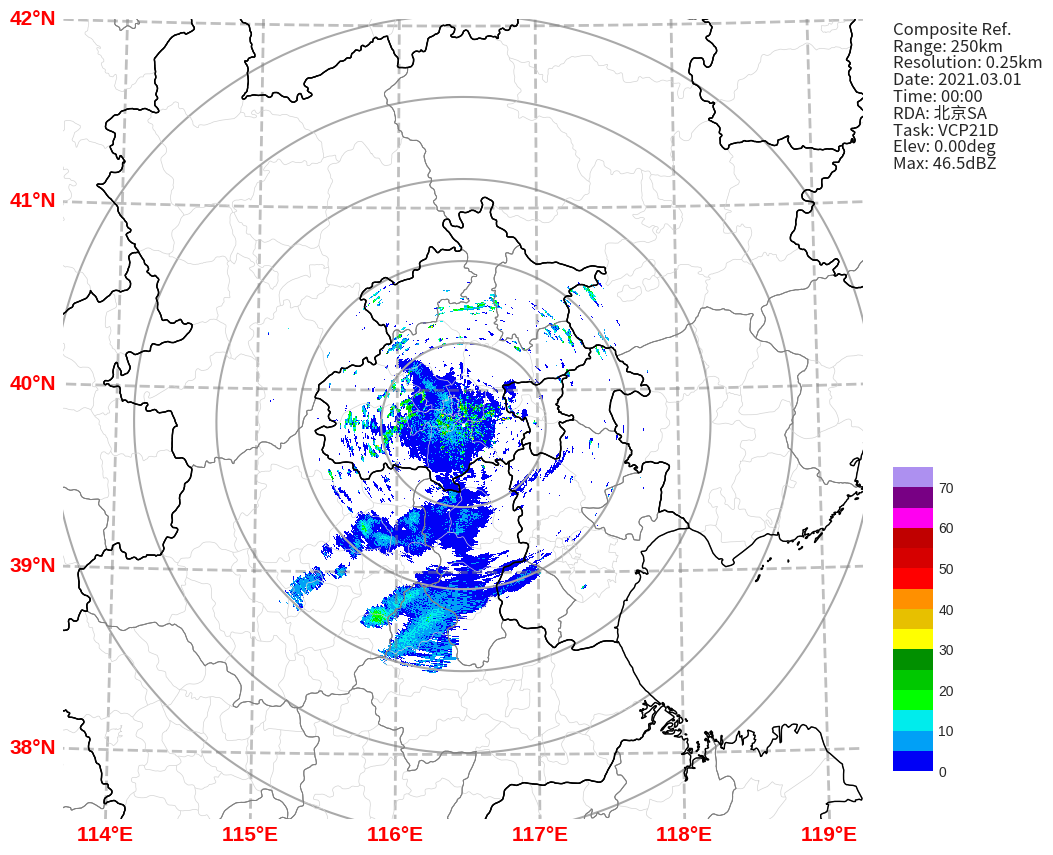 42°N
41°N
40°N
39°N
38°N
114°E
115°E
116°E
117°E
118°E
119°E
Composite Ref.
Range: 250km
Resolution: 0.25km
Date: 2021.03.01
Time: 00:00
RDA: 北京SA
Task: VCP21D
Elev: 0.00deg
Max: 46.5dBZ
70
60
50
40
30
20
10
0